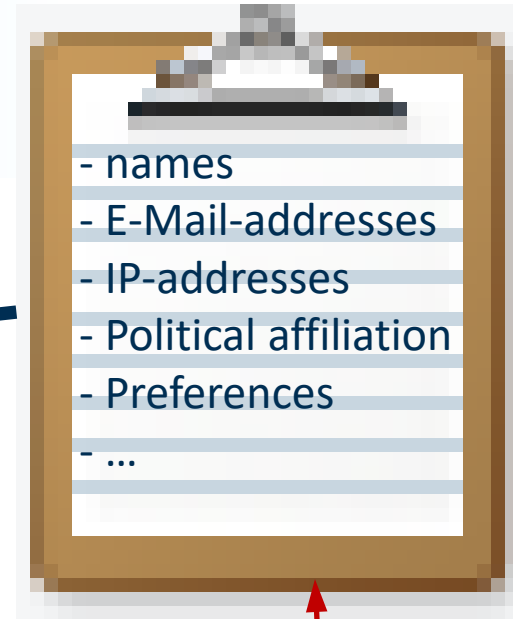 - names
- E-Mail-addresses
- IP-addresses
- Political affiliation
- Preferences
- ...